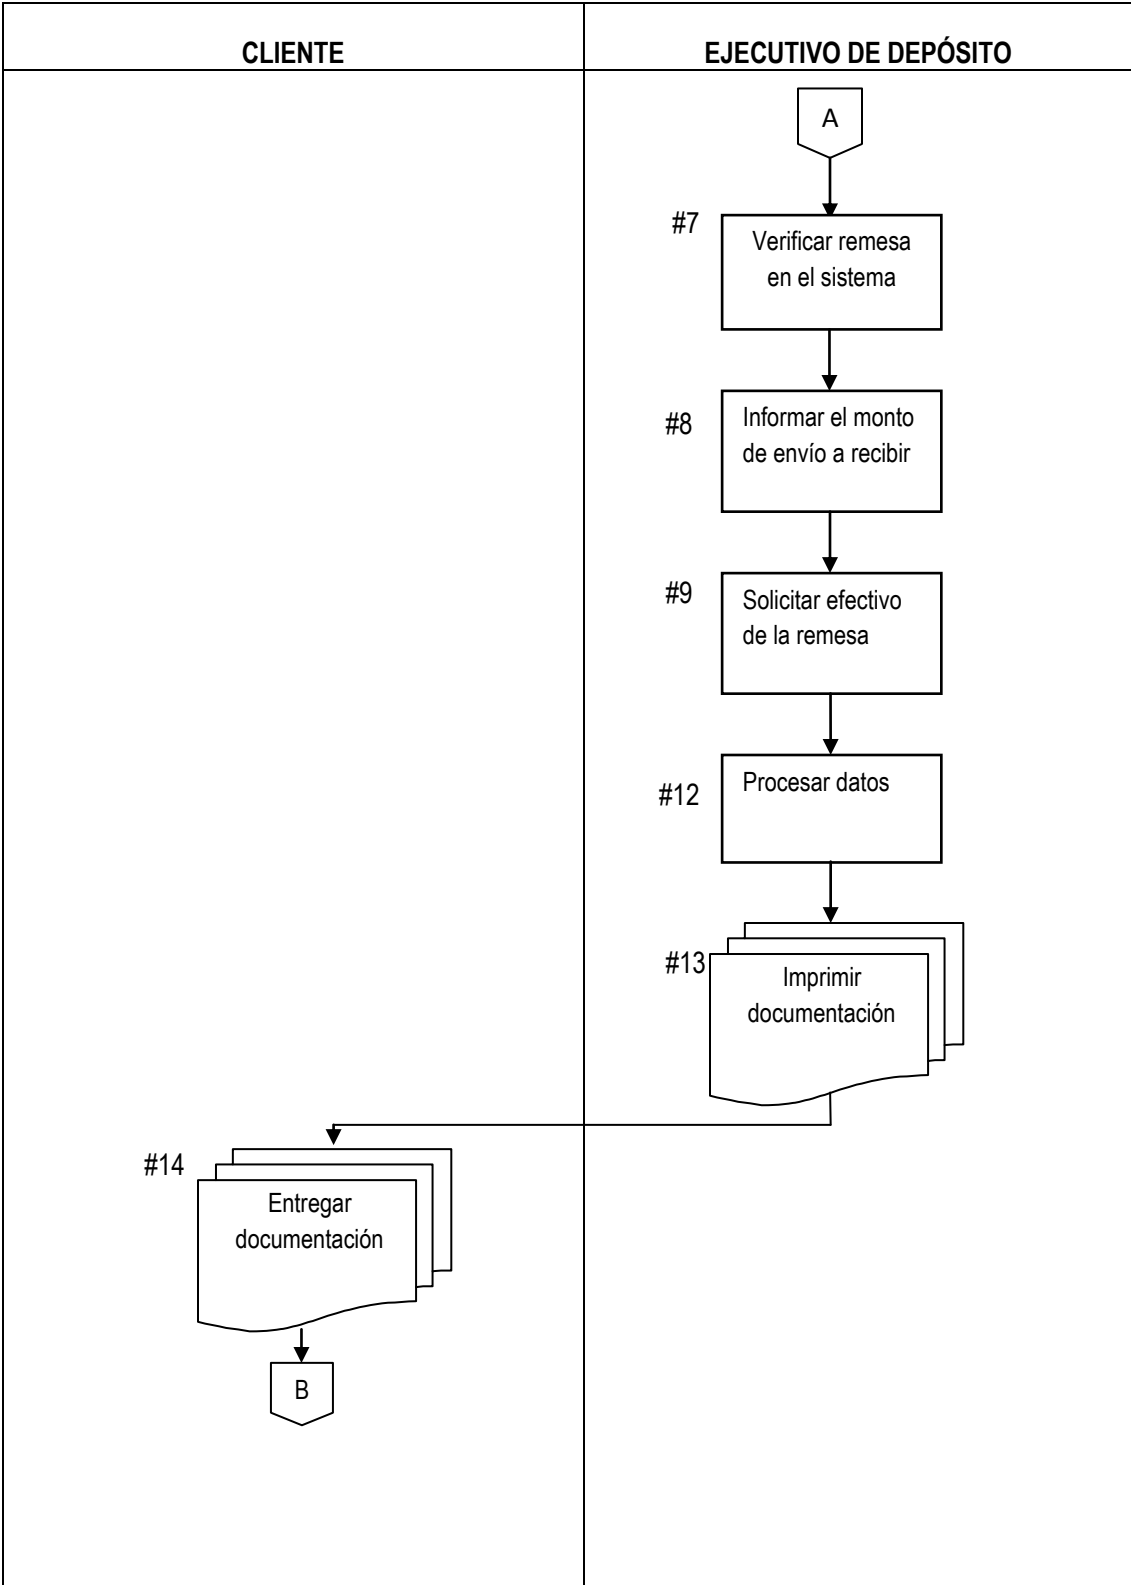 CLIENTE
EJECUTIVO DE DEPÓSITO
A
#7
Verificar remesa
en el sistema
#8
Informar el monto
de envío a recibir
#9
Solicitar efectivo
de la remesa
#12
Procesar datos
#13
Imprimir
documentación
#14
Entregar
documentación
B